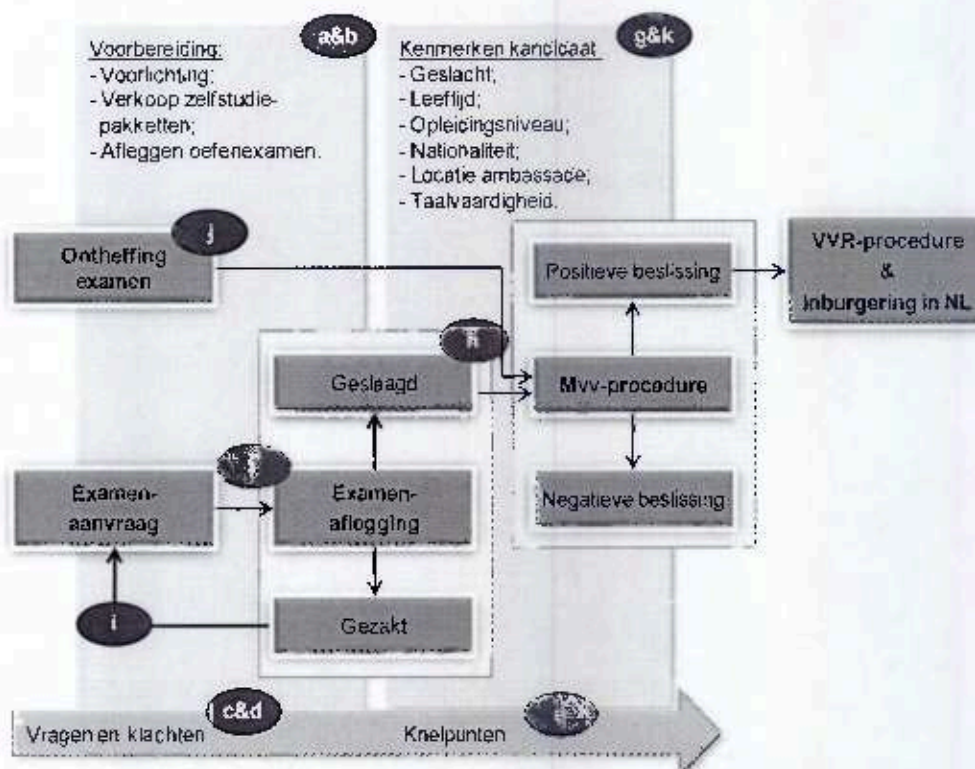 a&b
Voorbereiding:
- Voorlichting;
- Verkoop zelfstudie-
pakketten;
- Afleggen oefenexamen.
g&k
Kenmerken kandidaat
- Geslacht;
- Leeftijd;
- Opleidingsniveau;
- Nationaliteit;
- Locatie ambassade;
- Taalvaardigheid.
j
Ontheffing
examen
Positieve beslissing
VVR-procedure
&
Inburgering in NL
h
Geslaagd
Mvv-procedure
Examen-
aanvraag
Examen-
aflegging
Negatieve beslissing
i
Gezakt
c&d
Vragen en klachten
Knelpunten